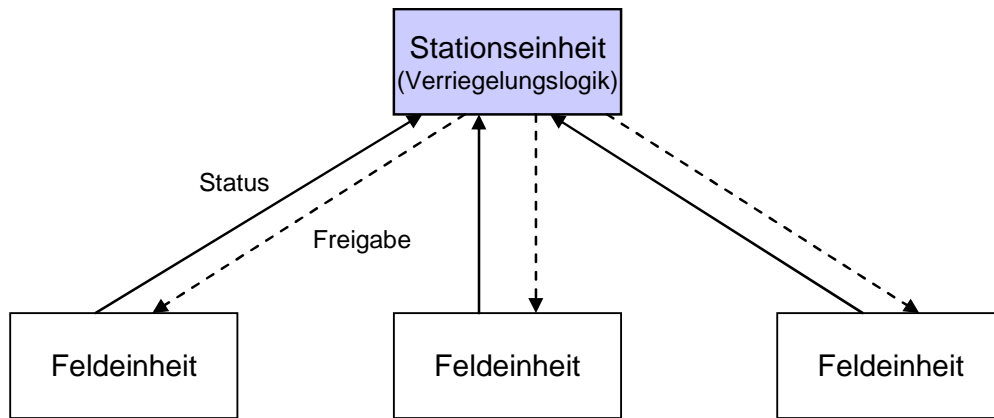 Stationseinheit
(Verriegelungslogik)
Status
Freigabe
Feldeinheit
Feldeinheit
Feldeinheit